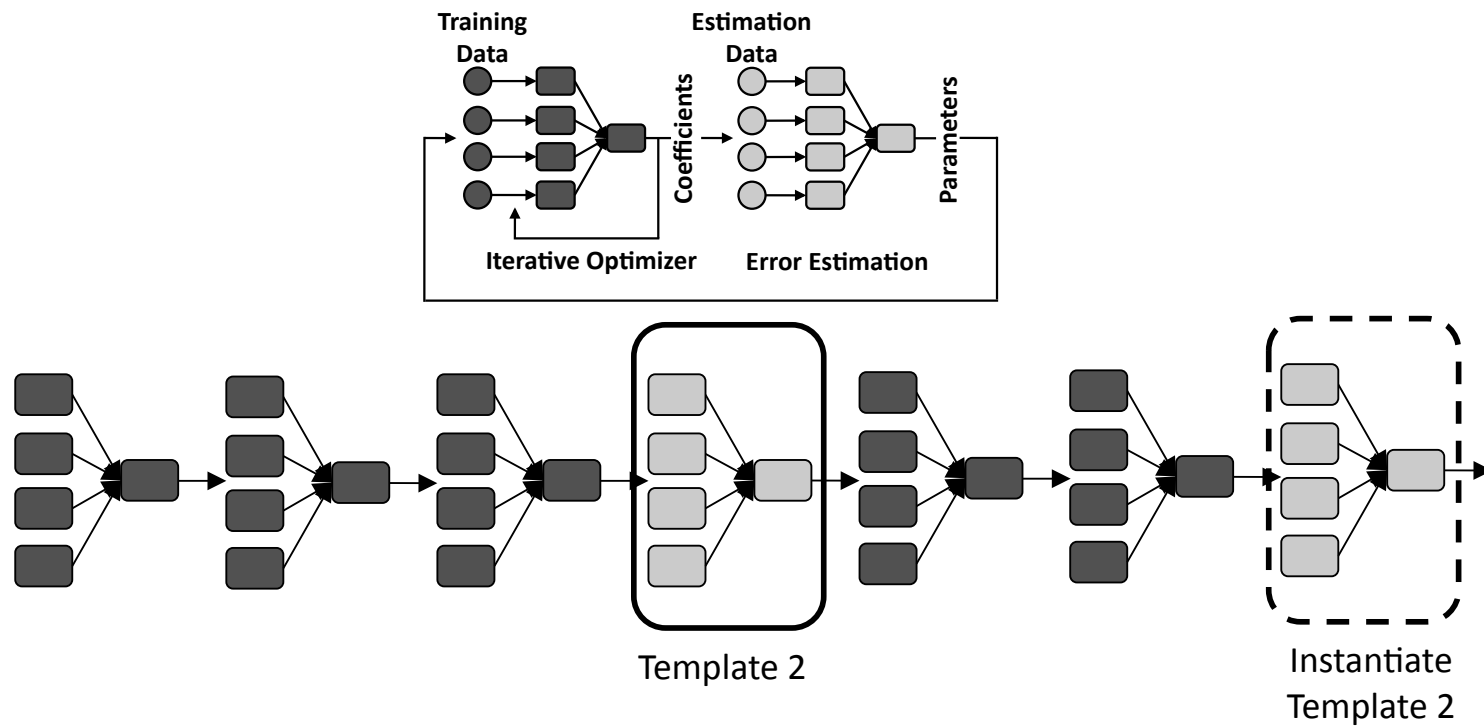 Training
Data
Estimation
Data
Coefficients
Parameters
Iterative Optimizer
Error Estimation
Template 2
Instantiate
Template 2